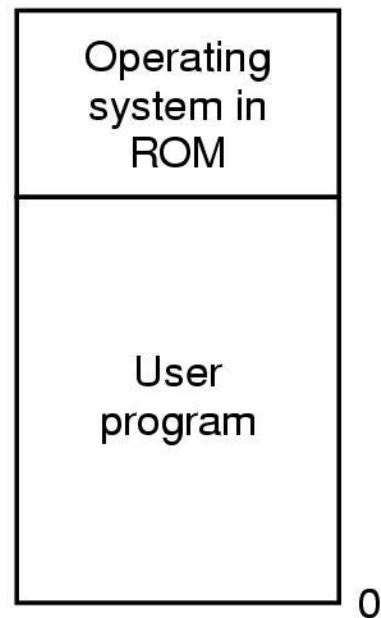 Operating
system in
ROM
User
program
0